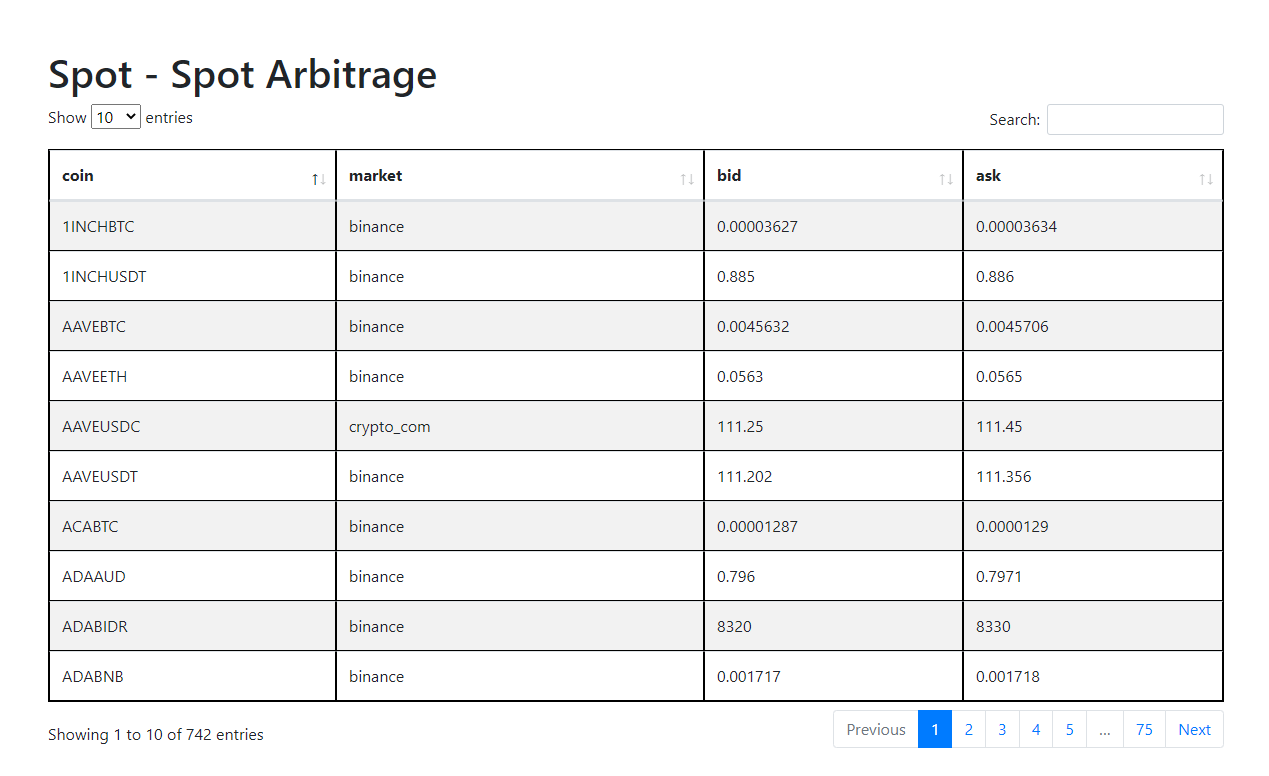 Spot - Spot Arbitrage
Show 10 entries Search:
coin market bid ask
1INCHBTC binance 0.00003627 0.00003634
1INCHUSDT binance 0.885 0.886
AAVEBTC binance 0.0045632 0.0045706
AAVEETH binance 0.0563 0.0565
AAVEUSDC crypto_com 111.25 111.45
AAVEUSDT binance 111.202 111.356
ACABTC binance 0.00001287 0.0000129
ADAAUD binance 0.796 0.7971
ADABIDR binance 8320 8330
ADABNB binance 0.001717 0.001718
Showing 1 to 10 of 742 entries Previous 1 2 3 4 5 ... 75 Next